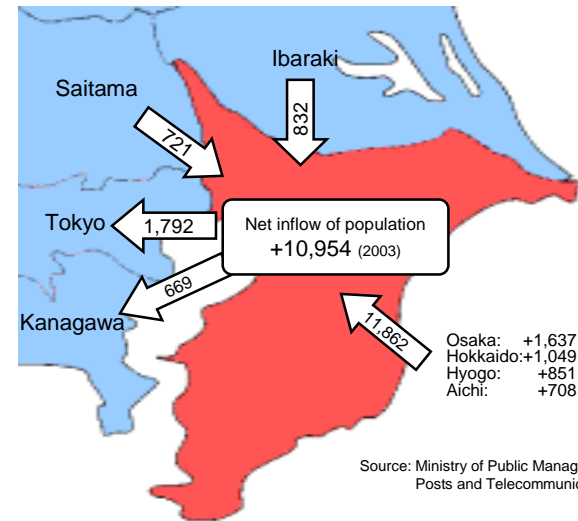 Ibaraki
Saitama
832
721
Tokyo
1,792
Net inflow of population
+10,954 (2003)
669
Kanagawa
11,862
Osaka: +1,637
Hokkaido:+1,049
Hyogo: +851
Aichi: +708
Source: Ministry of Public Manag
Posts and Telecommunic